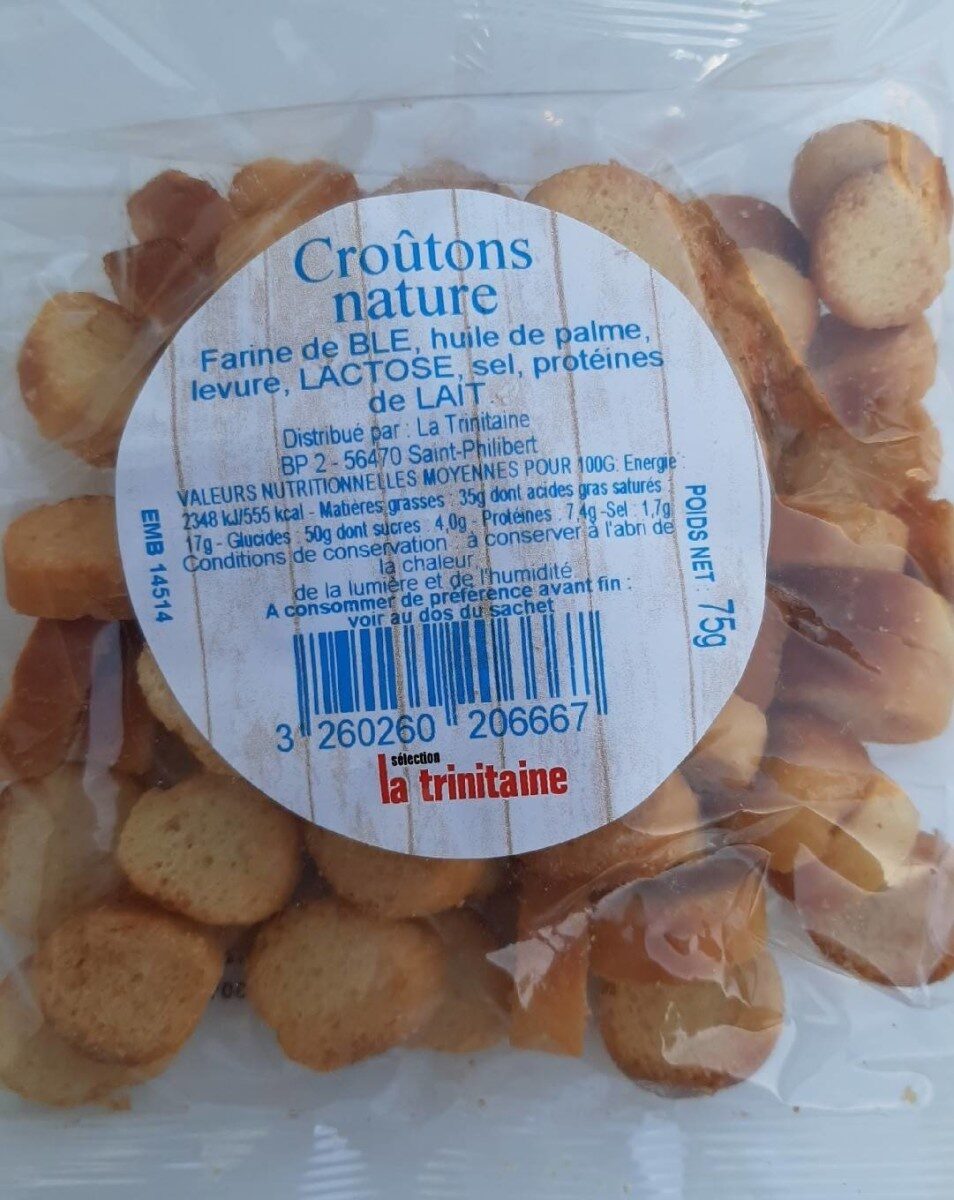 Croûtons
nature
Farine de BLE, huile de palme,
levure, LACTOSE, sel, protéines
de LAIT
Distribué par : La Trinitaine
BP 2 - 56470 Saint-Philibert
VALEURS NUTRITIONNELLES MOYENNES POUR 100G. Energie
2348 kJ/555 kcal - Matières grasses : 35g dont acides gras saturés
17g - Glucides : 50g dont sucres : 4,0g - Protéines : 7,4g -Sel : 1,7g
Conditions de conservation : à conserver à l'abri de
la chaleur,
de la lumière et de l'humidité
A consommer de préférence avant fin :
voir au dos du sachet
EMB 14514
POIDS NET : 75g
3 260260 206667
sélection
la trinitaine